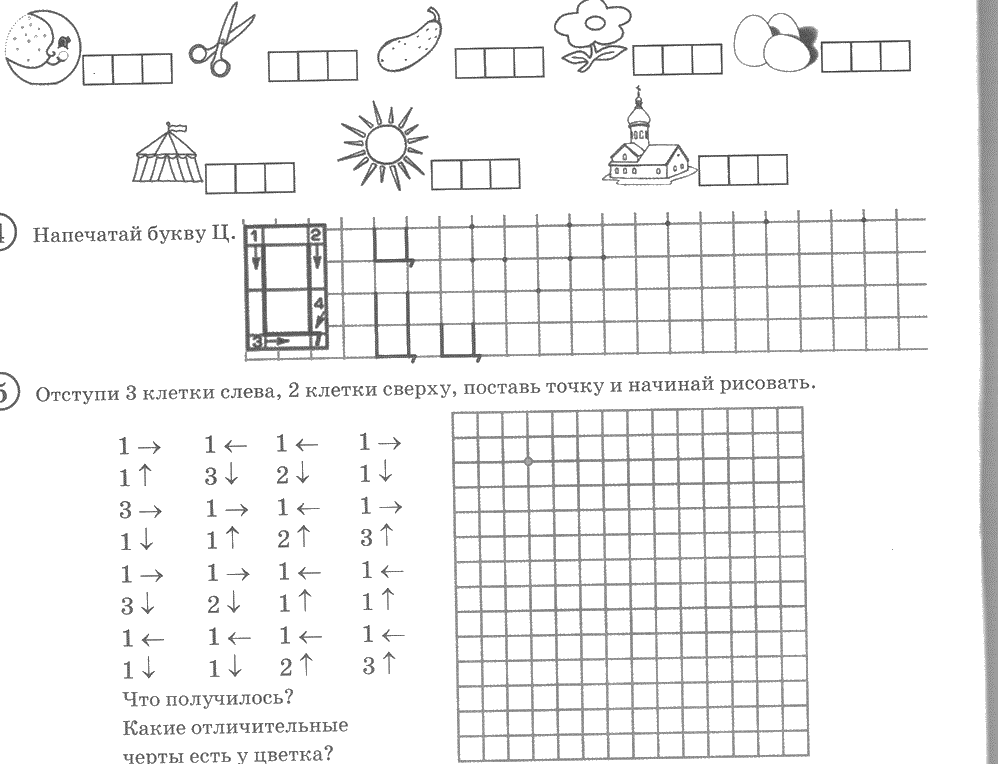 4
Напечатай букву Ц.
1 2
4
3
5
Отступи 3 клетки слева, 2 клетки сверху, поставь точку и начинай рисовать.
1 → 1 ← 1 ← 1 →
1 ↑ 3 ↓ 2 ↓ 1 ↓
3 → 1 → 1 ← 1 →
1 ↓ 1 ↑ 2 ↑ 3 ↑
1 → 1 → 1 ← 1 ←
3 ↓ 2 ↓ 1 ↑ 1 ↑
1 ← 1 ← 1 ← 1 ←
1 ↓ 1 ↓ 2 ↑ 3 ↑
Что получилось?
Какие отличительные
черты есть у цветка?